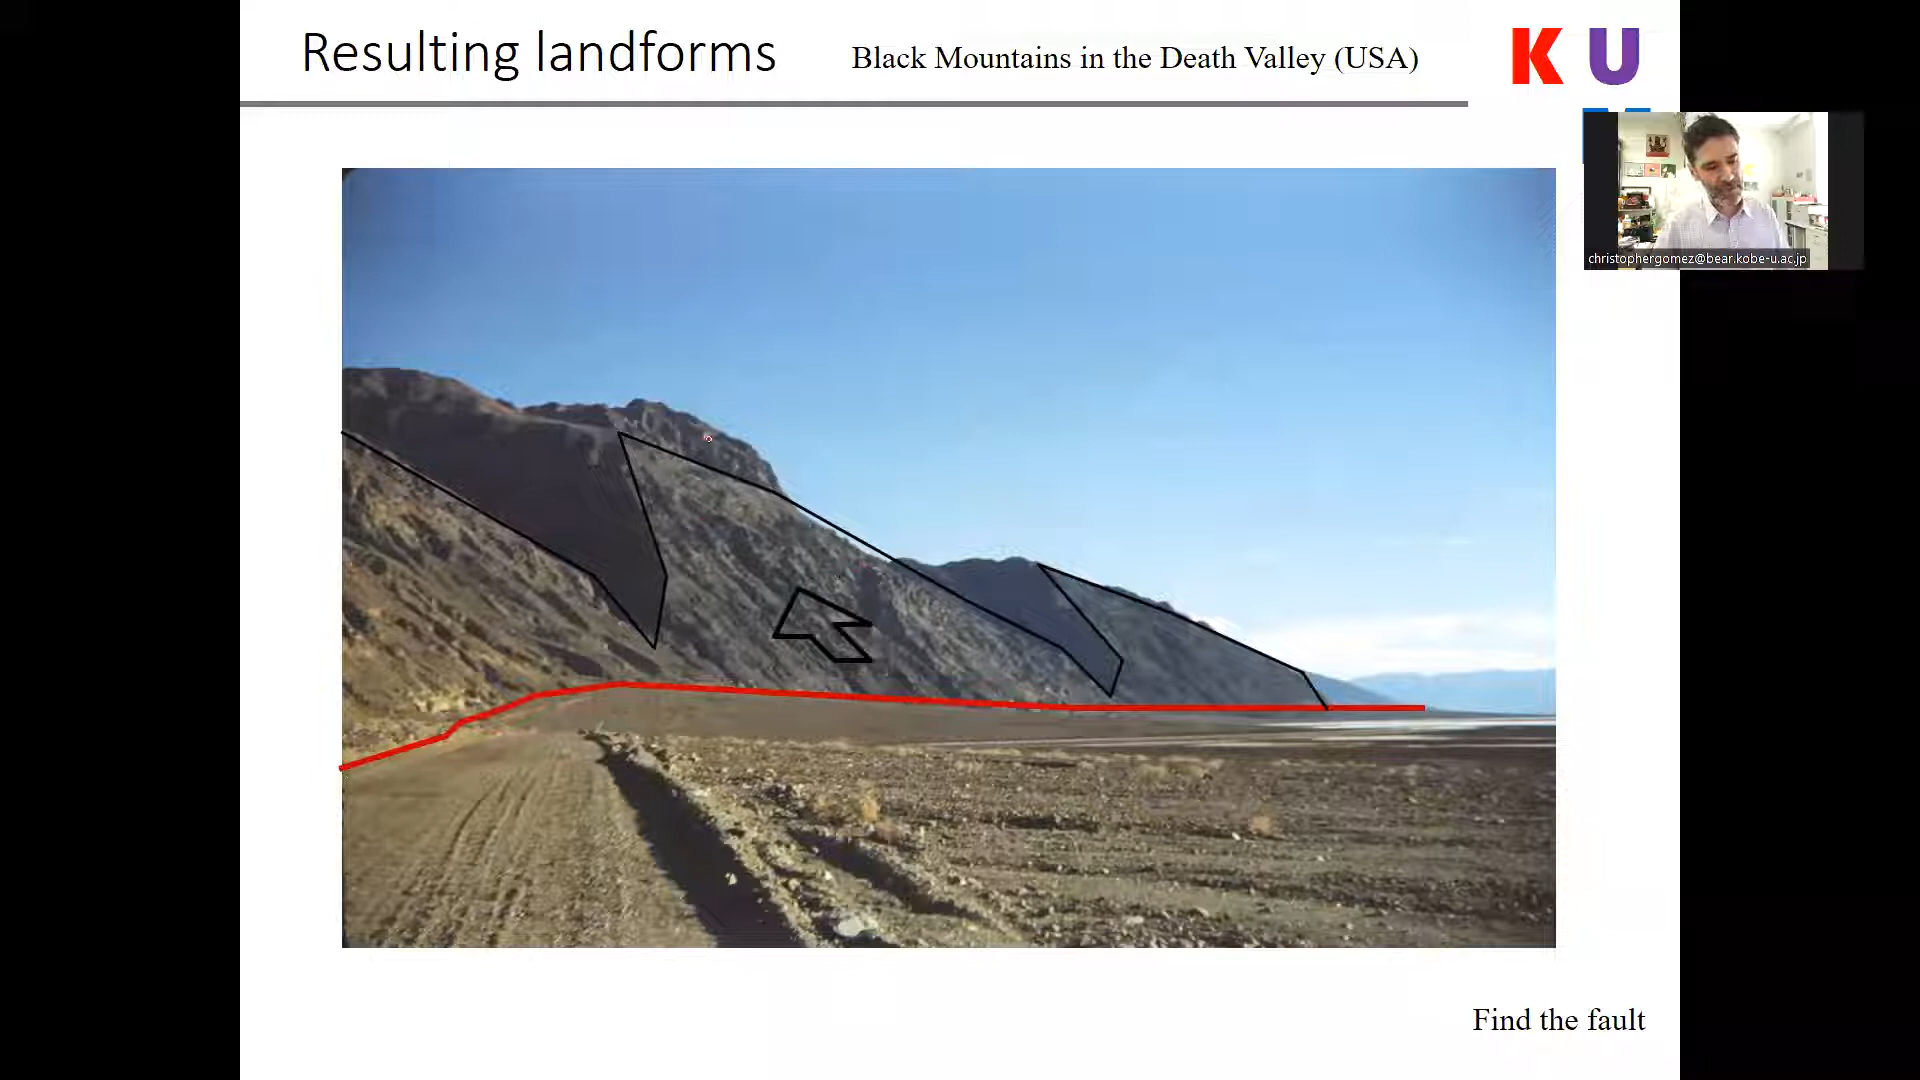 Resulting landforms
Black Mountains in the Death Valley (USA)
K U
christophergomez@bear.kobe-u.ac.jp
Find the fault